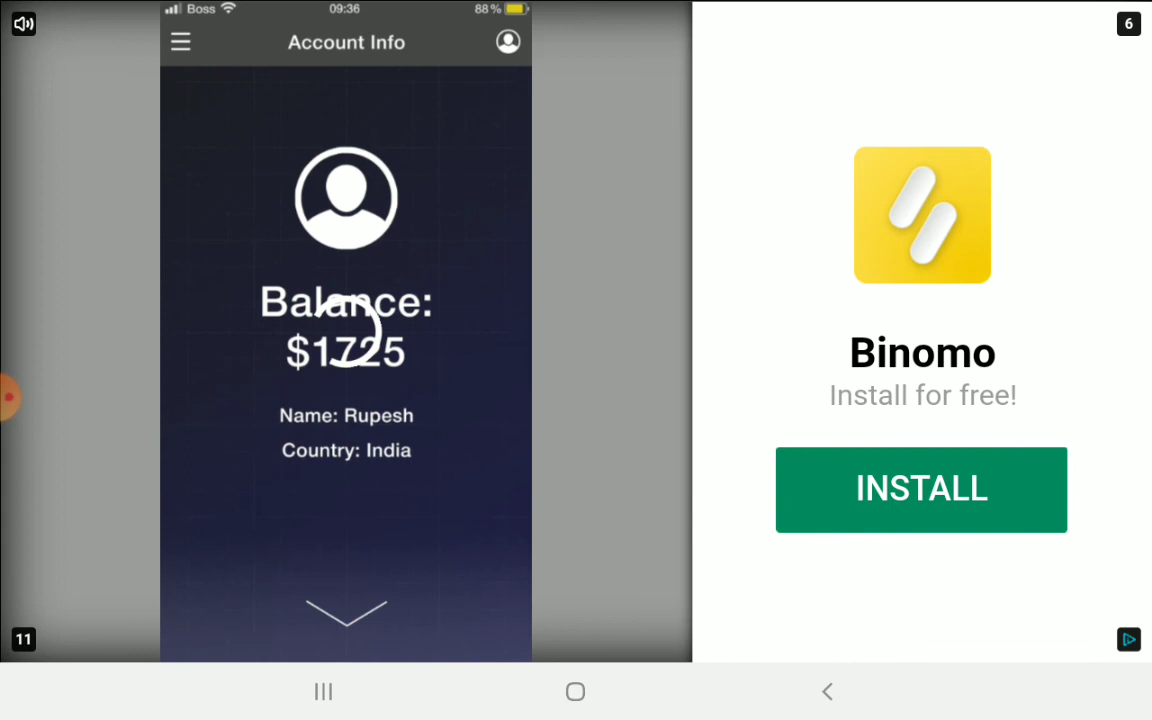 Boss 09:36 88 %
Account Info
Balance:
$1725
Name: Rupesh
Country: India
11
6
Binomo
Install for free!
INSTALL